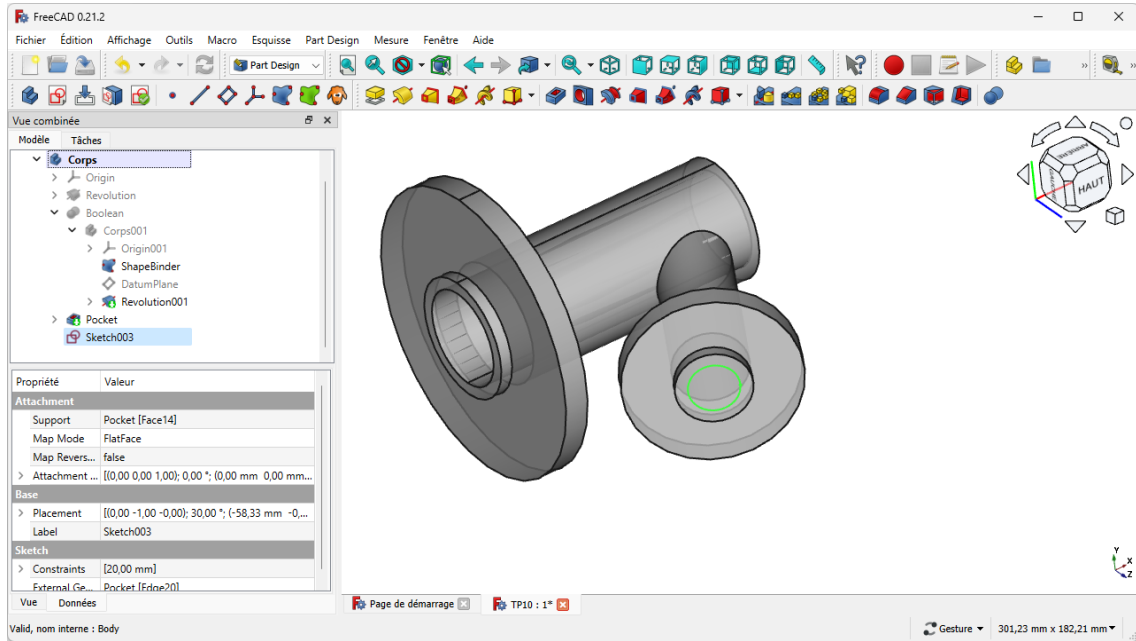 FreeCAD 0.21.2
Fichier Édition Affichage Outils Macro Esquisse Part Design Mesure Fenêtre Aide
Part Design
Vue combinée
Modèle Tâches
Corps
Origin
Revolution
Boolean
Corps001
Origin001
ShapeBinder
DatumPlane
Revolution001
Pocket
Sketch003
Propriété Valeur
Attachment
Support Pocket [Face14]
Map Mode FlatFace
Map Revers... false
Attachment ... [(0,00 0,00 1,00); 0,00 °; (0,00 mm 0,00 mm...
Base
Placement [(0,00 -1,00 -0,00); 30,00 °; (-58,33 mm -0,...
Label Sketch003
Sketch
Constraints [20,00 mm]
External Ge... Pocket [Edge20]
Vue Données
Page de démarrage
TP10 : 1*
Valid, nom interne : Body
Gesture
301,23 mm x 182,21 mm
ARRIÈRE
HAUT
Y
X
Z